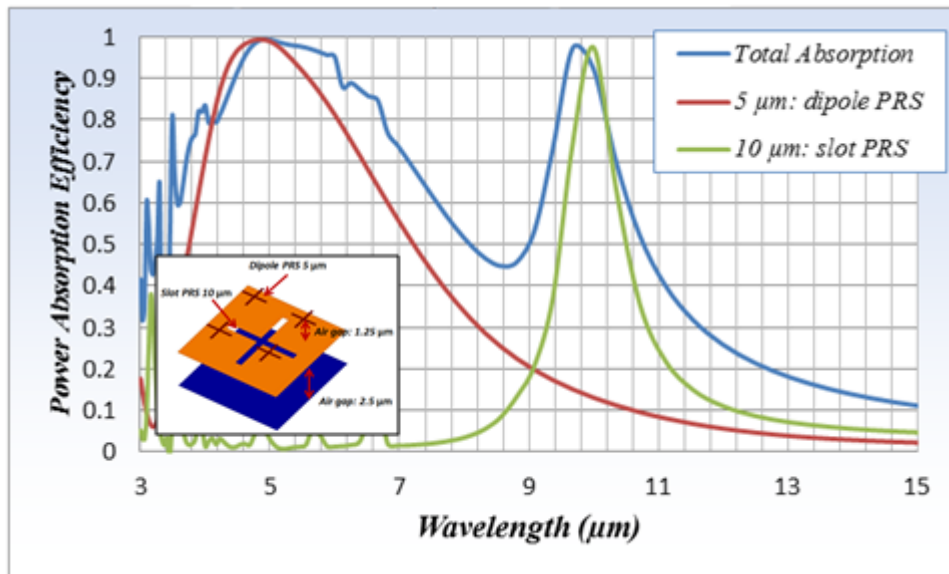 1
0.9
0.8
0.7
0.6
0.5
0.4
0.3
0.2
0.1
0
Power Absorption Efficiency
Total Absorption
5 µm: dipole PRS
10 µm: slot PRS
Dipole PRS 5 µm
Slot PRS 10 µm
Air gap: 1.25 µm
Air gap: 2.5 µm
3 5 7 9 11 13 15
Wavelength (µm)